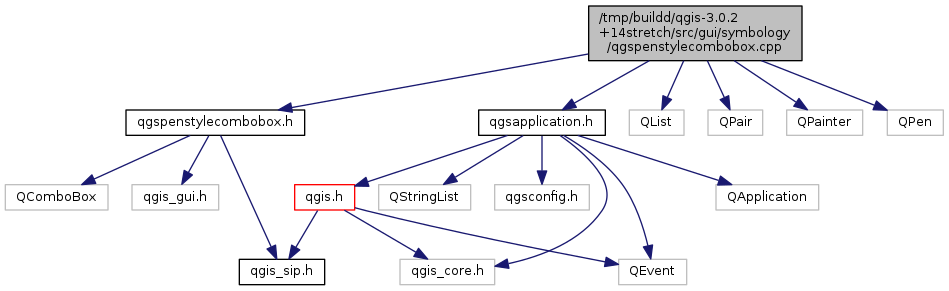 /tmp/buildd/qgis-3.0.2
+14stretch/src/gui/symbology
/qgspenstylecombobox.cpp
qgspenstylecombobox.h
qgsapplication.h
QList
QPair
QPainter
QPen
QComboBox
qgis_gui.h
qgis.h
QStringList
qgsconfig.h
QApplication
qgis_sip.h
qgis_core.h
QEvent